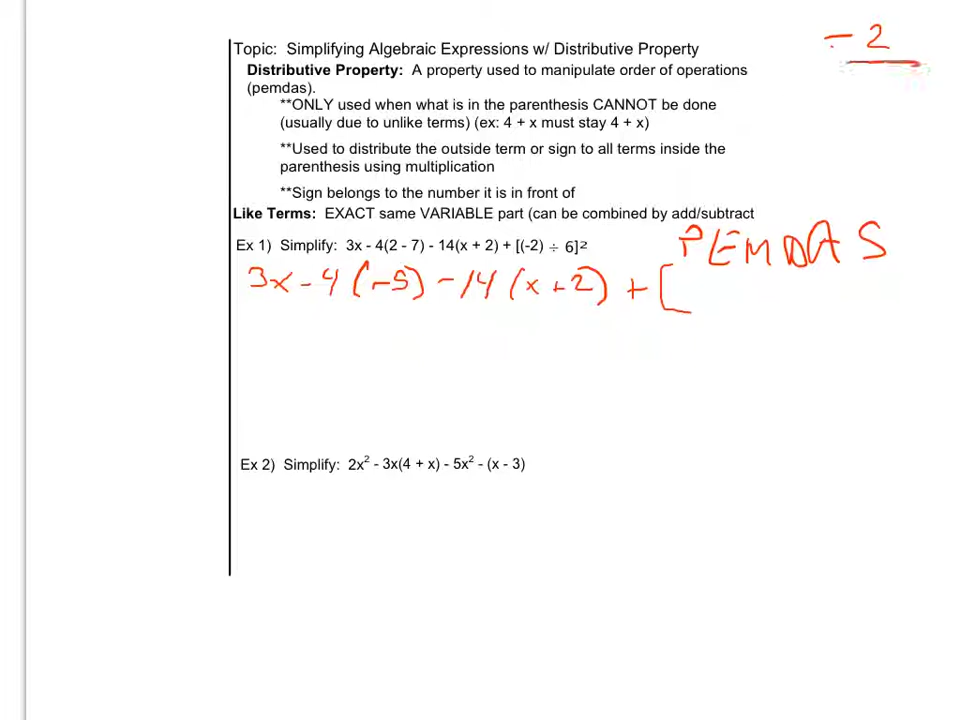 - 2
Topic: Simplifying Algebraic Expressions w/ Distributive Property
Distributive Property: A property used to manipulate order of operations
(pemdas).
**ONLY used when what is in the parenthesis CANNOT be done
(usually due to unlike terms) (ex: 4 + x must stay 4 + x)
**Used to distribute the outside term or sign to all terms inside the
parenthesis using multiplication
**Sign belongs to the number it is in front of
Like Terms: EXACT same VARIABLE part (can be combined by add/subtract
Ex 1) Simplify: 3x - 4(2 - 7) - 14(x + 2) + [(-2) ÷ 6]²
PEMDAS
3x - 4 (-5) - 14 (x + 2) + [
Ex 2) Simplify: 2x² - 3x(4 + x) - 5x² - (x - 3)